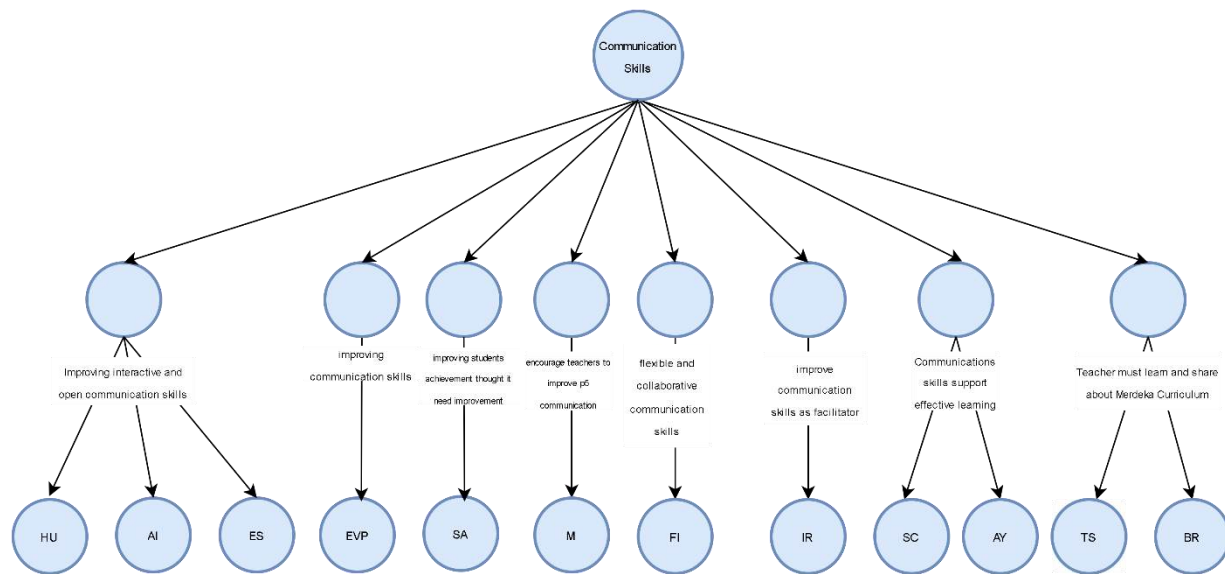 Communication
Skills
Improving interactive and
open communication skills
improving
communication skills
improving students
achievement thought it
need improvement
encourage teachers to
improve p5
communication
flexible and
collaborative
communication
skills
improve
communication
skills as facilitator
Communications
skills support
effective learning
Teacher must learn and share
about Merdeka Curriculum
HU
AI
ES
EVP
SA
M
FI
IR
SC
AY
TS
BR